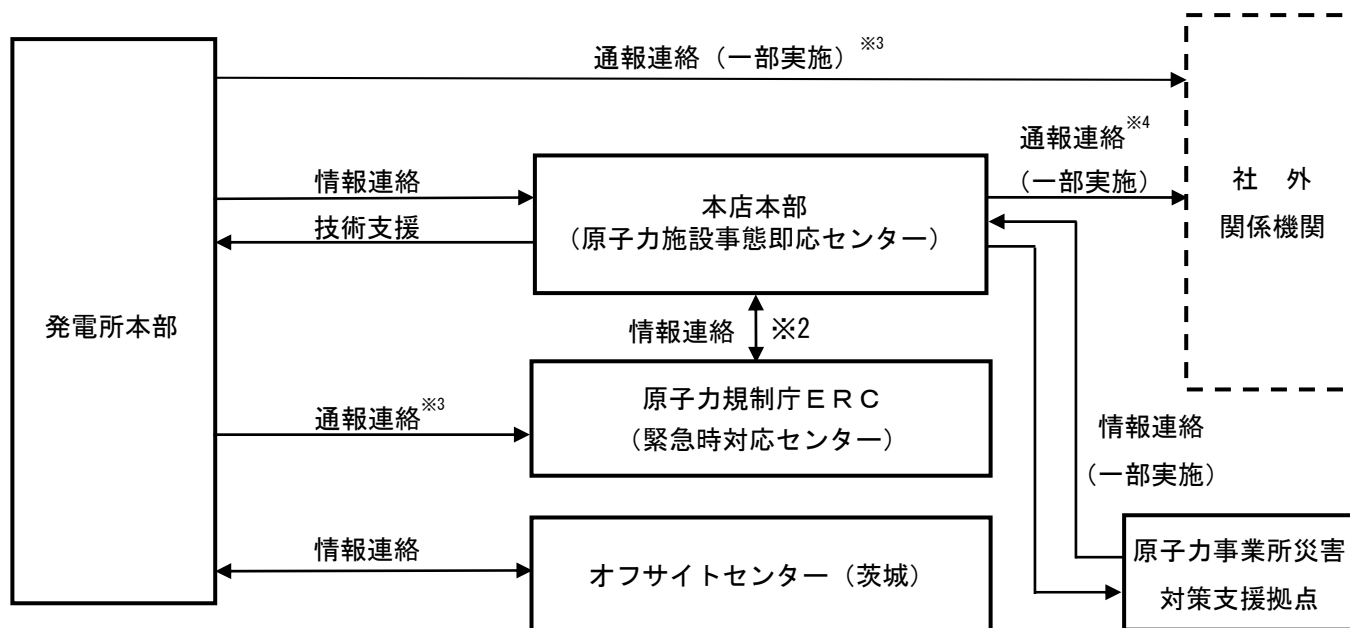 通報連絡（一部実施）※3
通報連絡※4
（一部実施）
社　外
関係機関
情報連絡
技術支援
本店本部
（原子力施設事態即応センター）
発電所本部
情報連絡　※2
通報連絡※3
原子力規制庁ＥＲＣ
（緊急時対応センター）
情報連絡
（一部実施）
情報連絡
オフサイトセンター（茨城）
原子力事業所災害
対策支援拠点